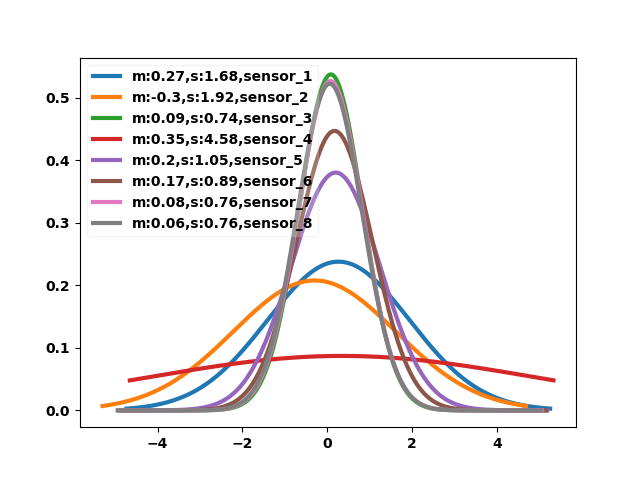 m:0.27,s:1.68,sensor_1
m:-0.3,s:1.92,sensor_2
m:0.09,s:0.74,sensor_3
m:0.35,s:4.58,sensor_4
m:0.2,s:1.05,sensor_5
m:0.17,s:0.89,sensor_6
m:0.08,s:0.76,sensor_7
m:0.06,s:0.76,sensor_8
0.5
0.4
0.3
0.2
0.1
0.0
−4 −2 0 2 4